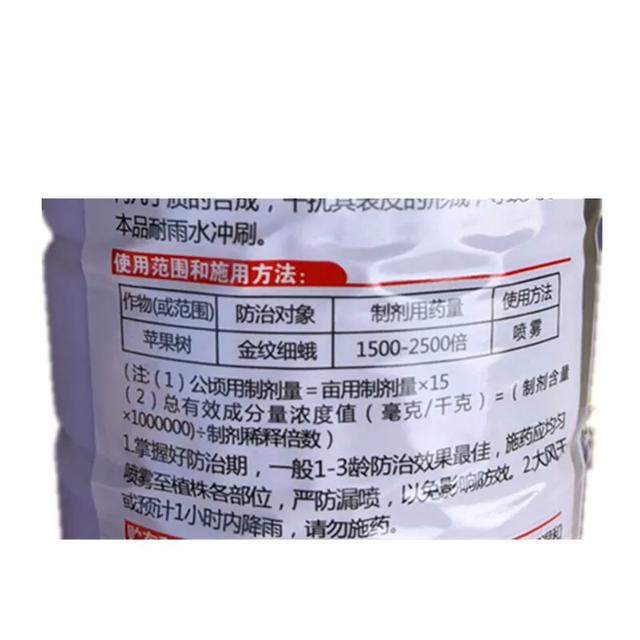 本品耐雨水冲刷。
使用范围和施用方法：
作物(或范围) 防治对象 制剂用药量 使用方法
苹果树 金纹细蛾 1500-2500倍 喷雾
(注:(1)公顷用制剂量＝亩用制剂量×15
(2)总有效成分量浓度值(毫克/千克)＝(制剂含量
×1000000)÷制剂稀释倍数)
1.掌握好防治期，一般1-3龄防治效果最佳，施药应均匀
喷雾至植株各部位，严防漏喷，以免影响防效。2.大风天
或预计1小时内降雨，请勿施药。